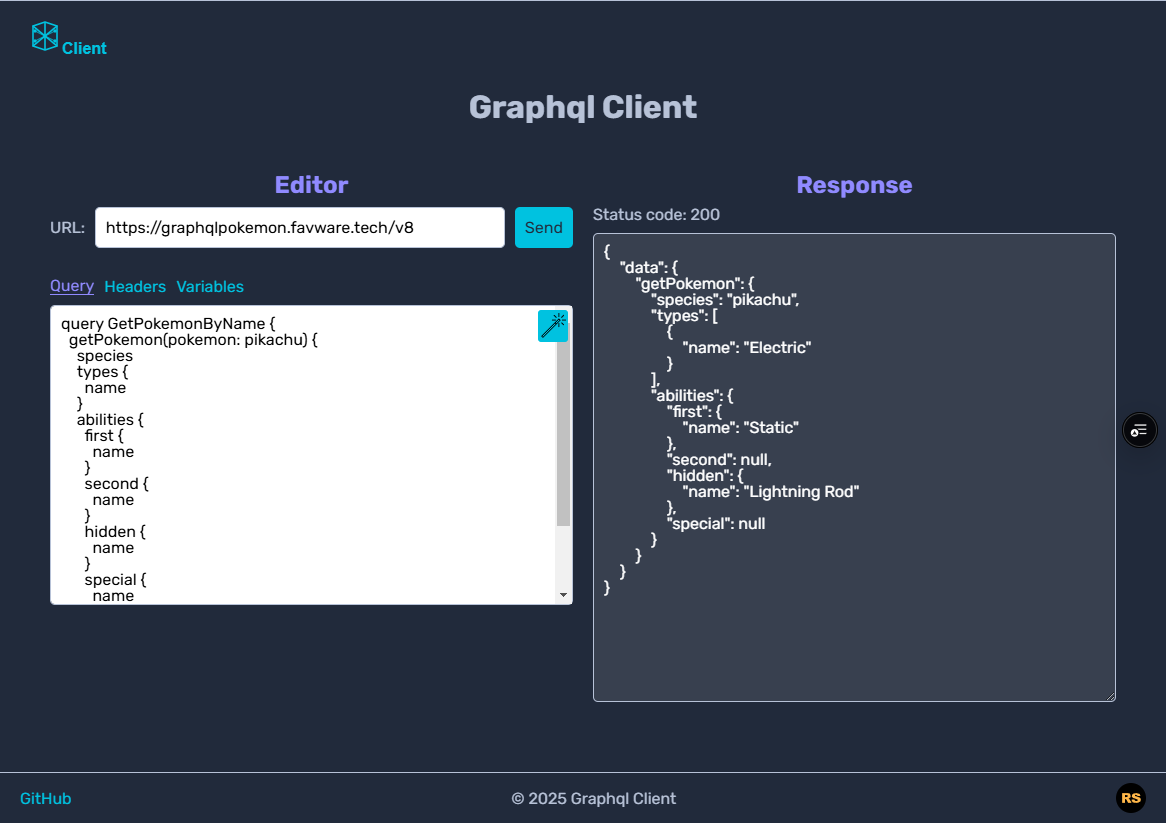 Client
Graphql Client
Editor
URL:
https://graphqlpokemon.favware.tech/v8
Send
Query Headers Variables
query GetPokemonByName {
  getPokemon(pokemon: pikachu) {
    species
    types {
      name
    }
    abilities {
      first {
        name
      }
      second {
        name
      }
      hidden {
        name
      }
      special {
        name
Response
Status code: 200
{
    "data": {
        "getPokemon": {
            "species": "pikachu",
            "types": [
                {
                    "name": "Electric"
                }
            ],
            "abilities": {
                "first": {
                    "name": "Static"
                },
                "second": null,
                "hidden": {
                    "name": "Lightning Rod"
                },
                "special": null
            }
        }
    }
}
GitHub
© 2025 Graphql Client
RS